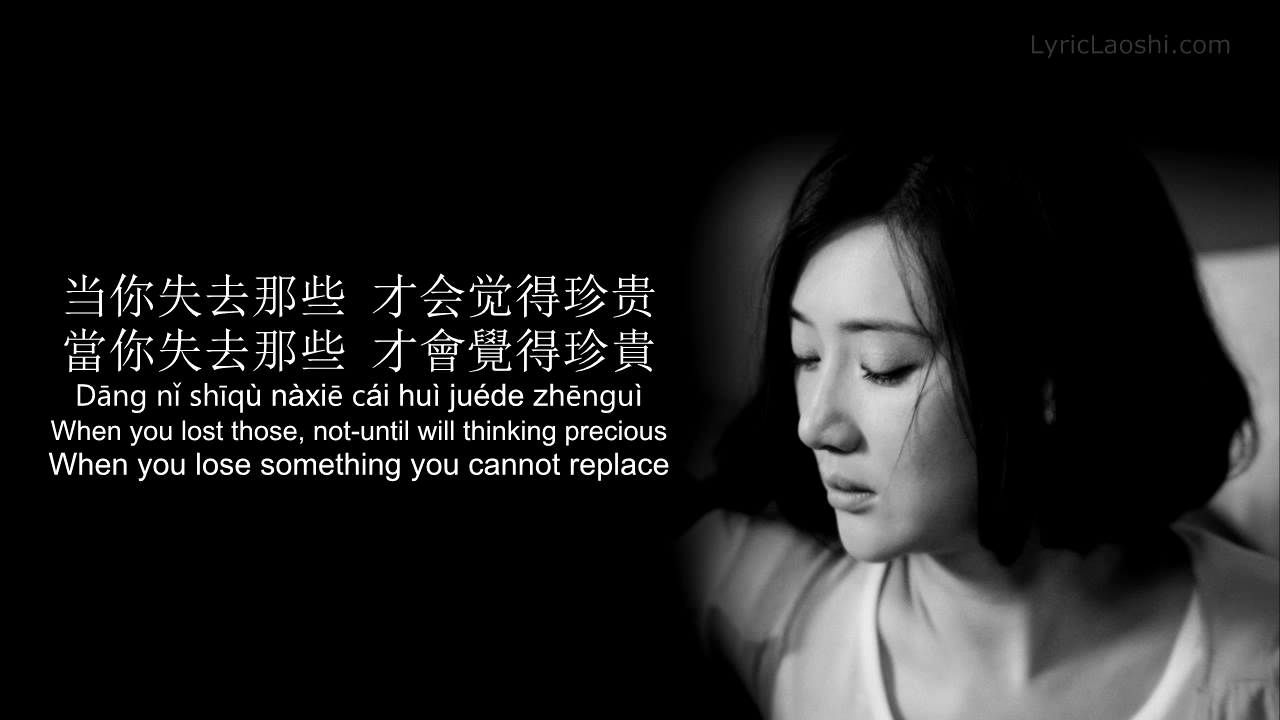 LyricLaoshi.com
当你失去那些 才会觉得珍贵
當你失去那些 才會覺得珍貴
Dāng nǐ shīqù nàxiē cái huì juéde zhēnguì
When you lost those, not-until will thinking precious
When you lose something you cannot replace